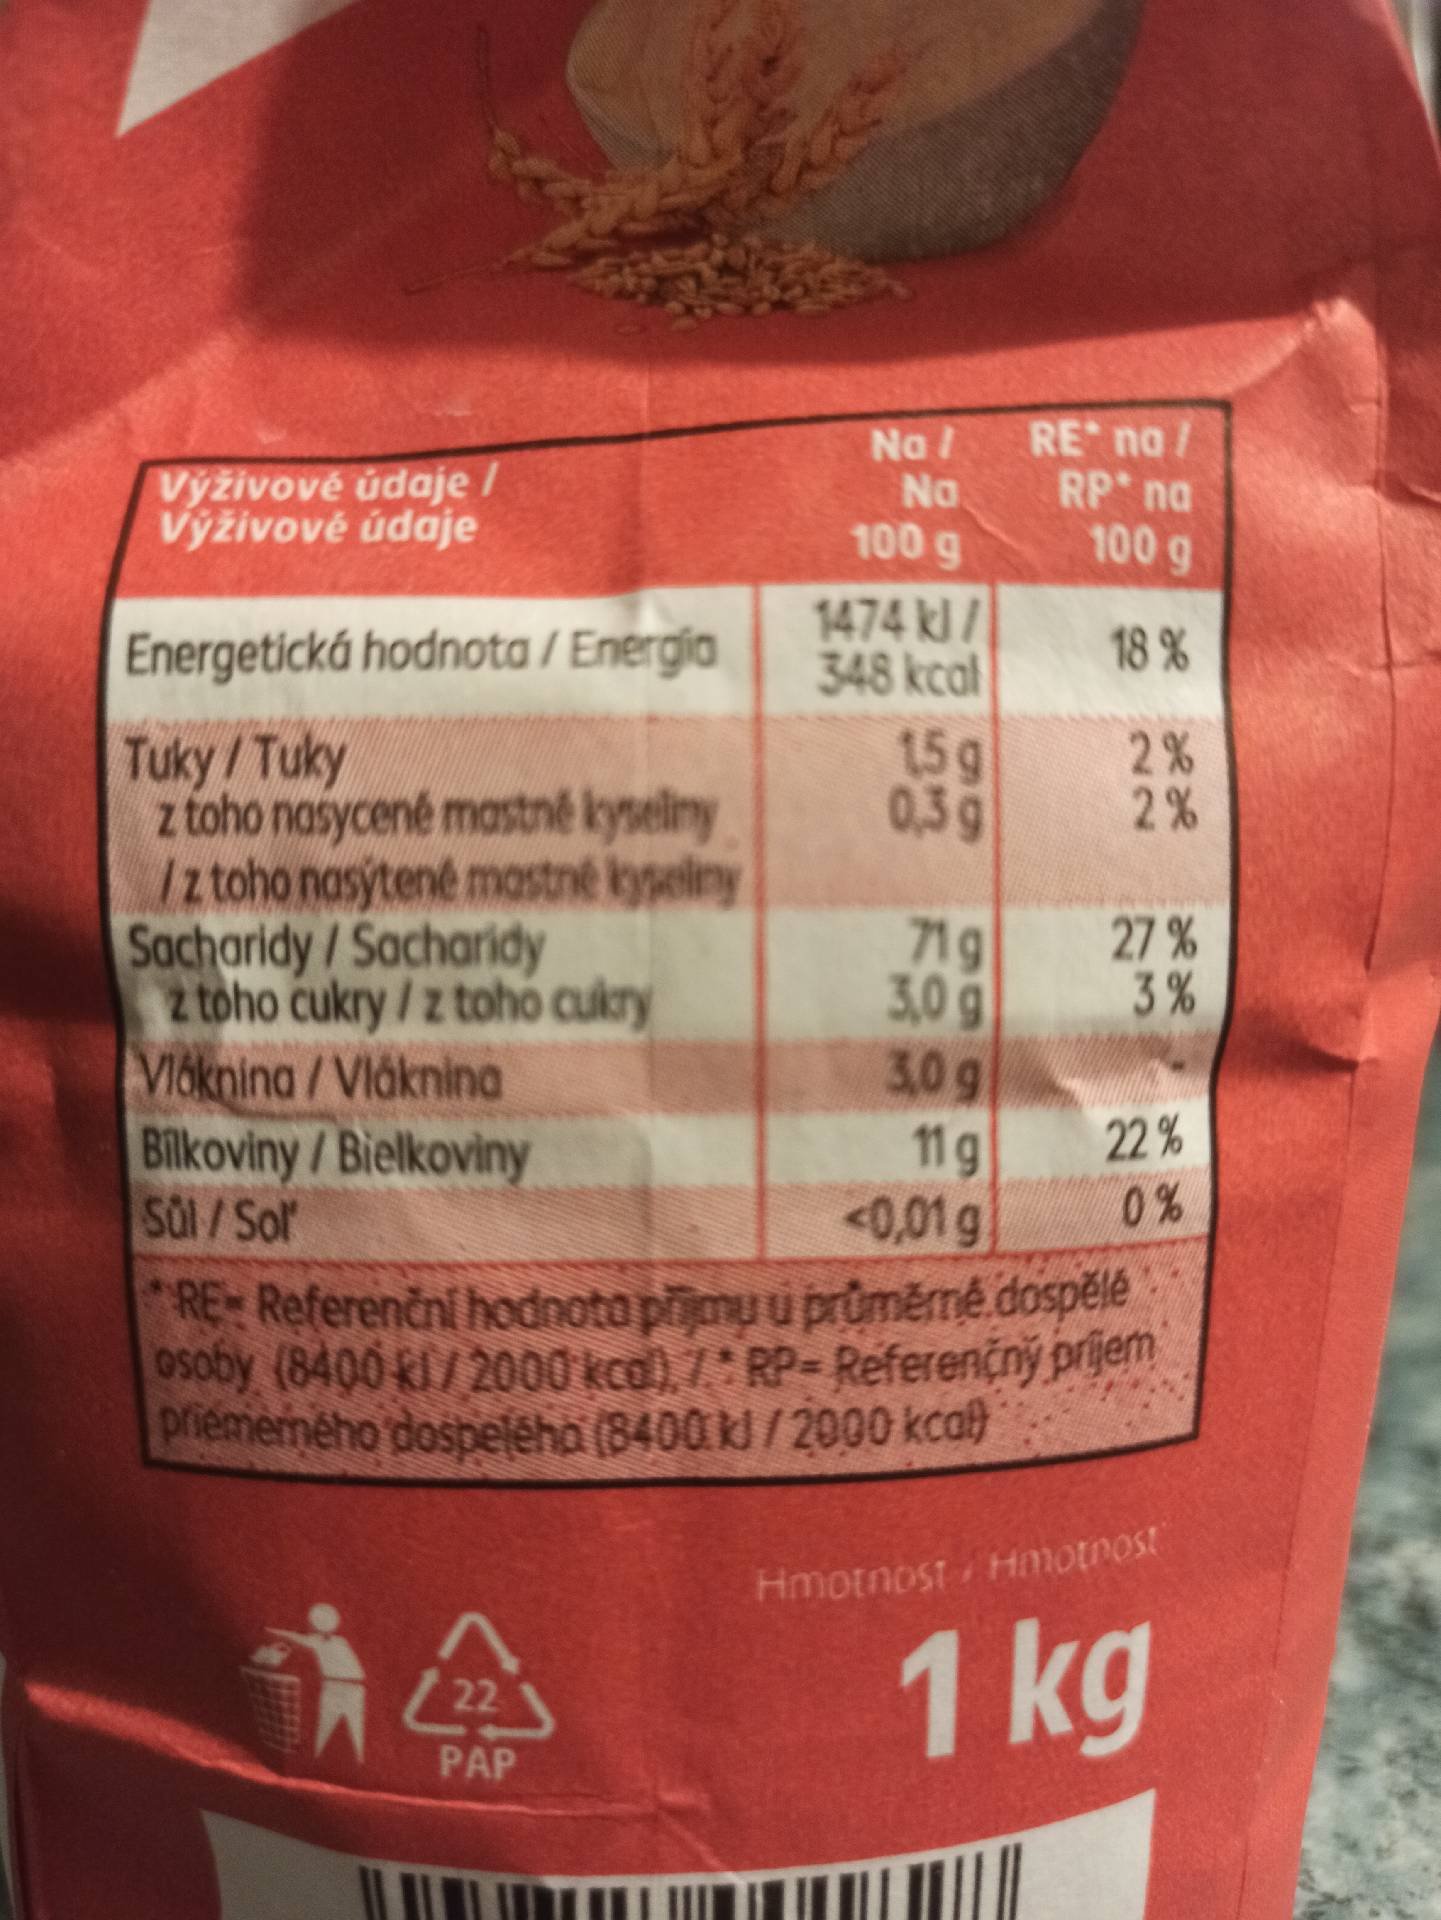 Výživové údaje /
Výživové údaje
Na /
Na
100 g
RE* na /
RP* na
100 g
Energetická hodnota / Energia
1474 kJ /
348 kcal
18 %
Tuky / Tuky 1,5 g 2 %
z toho nasycené mastné kyseliny 0,3 g 2 %
/ z toho nasýtené mastné kyseliny
Sacharidy / Sacharidy 71 g 27 %
z toho cukry / z toho cukry 3,0 g 3 %
Vláknina / Vláknina 3,0 g -
Bílkoviny / Bielkoviny 11 g 22 %
Sůl / Soľ <0,01 g 0 %
* RE= Referenční hodnota příjmu u průměrné dospělé
osoby (8400 kJ / 2000 kcal). / * RP= Referenčný príjem
priemerného dospelého (8400 kJ / 2000 kcal)
Hmotnost / Hmotnosť
1 kg
22
PAP